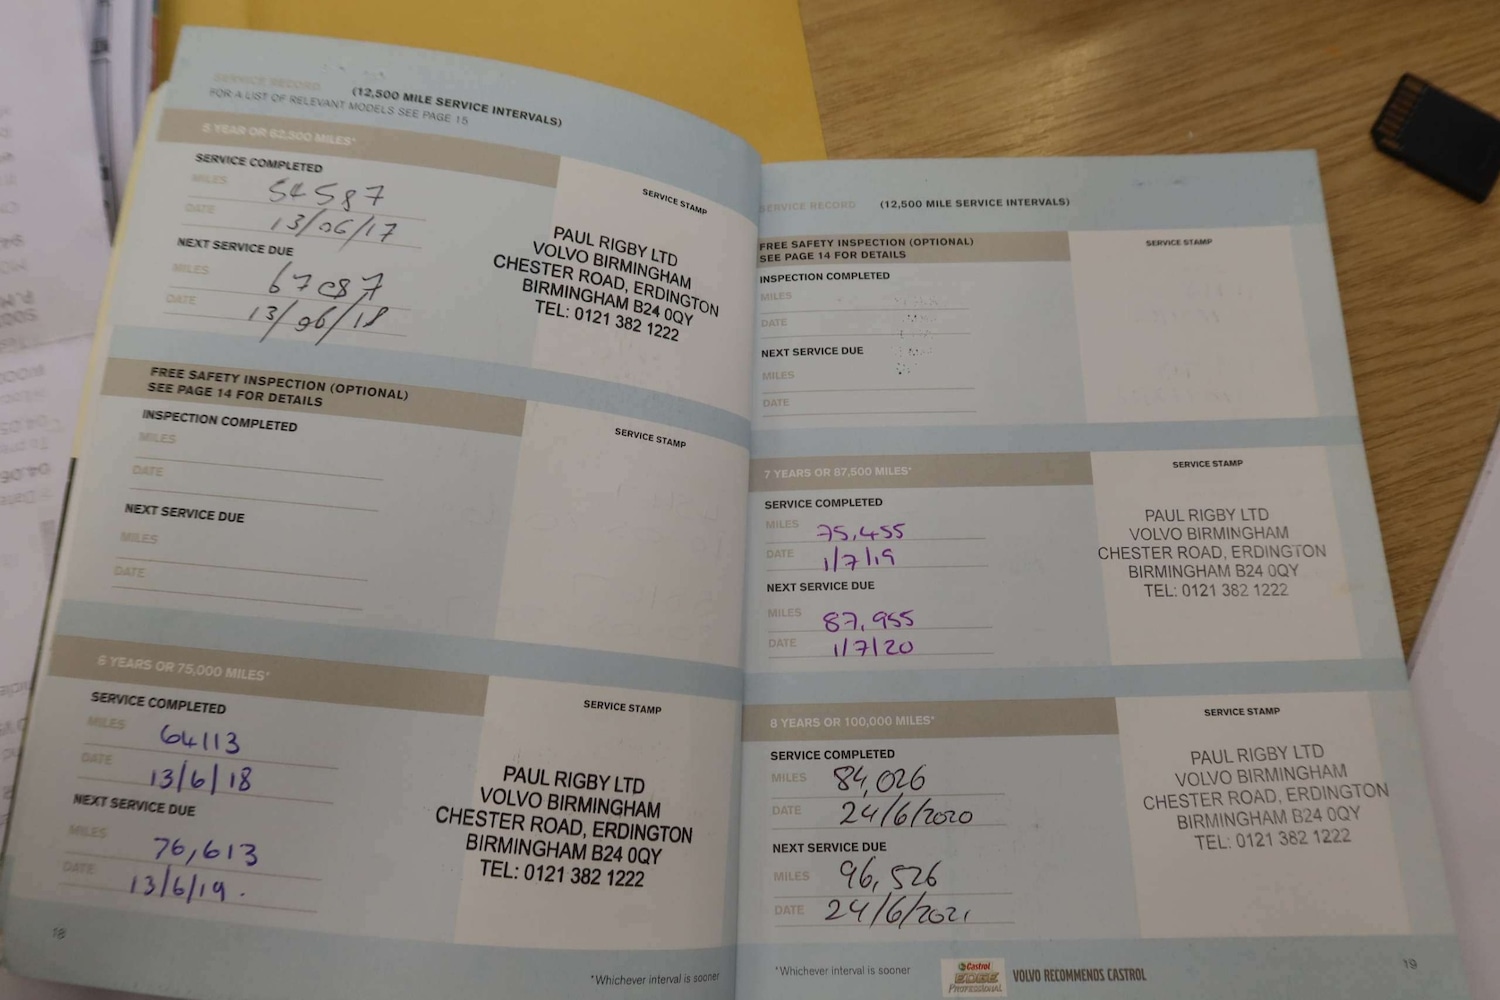 SERVICE RECORD (12,500 MILE SERVICE INTERVALS)
FOR A LIST OF RELEVANT MODELS SEE PAGE 15
5 YEAR OR 62,500 MILES*
SERVICE COMPLETED
MILES 54587
DATE 13/06/17
NEXT SERVICE DUE
MILES 67087
DATE 13/06/18
SERVICE STAMP
PAUL RIGBY LTD
VOLVO BIRMINGHAM
CHESTER ROAD, ERDINGTON
BIRMINGHAM B24 0QY
TEL: 0121 382 1222
FREE SAFETY INSPECTION (OPTIONAL)
SEE PAGE 14 FOR DETAILS
INSPECTION COMPLETED
MILES
DATE
NEXT SERVICE DUE
MILES
DATE
SERVICE STAMP
6 YEARS OR 75,000 MILES*
SERVICE COMPLETED
MILES 64113
DATE 13/6/18
NEXT SERVICE DUE
MILES 76,613
DATE 13/6/19.
SERVICE STAMP
PAUL RIGBY LTD
VOLVO BIRMINGHAM
CHESTER ROAD, ERDINGTON
BIRMINGHAM B24 0QY
TEL: 0121 382 1222
18
*Whichever interval is sooner
SERVICE RECORD (12,500 MILE SERVICE INTERVALS)
FREE SAFETY INSPECTION (OPTIONAL)
SEE PAGE 14 FOR DETAILS
INSPECTION COMPLETED
MILES
DATE
NEXT SERVICE DUE
MILES
DATE
SERVICE STAMP
7 YEARS OR 87,500 MILES*
SERVICE COMPLETED
MILES 75,455
DATE 1/7/19
NEXT SERVICE DUE
MILES 87,955
DATE 1/7/20
SERVICE STAMP
PAUL RIGBY LTD
VOLVO BIRMINGHAM
CHESTER ROAD, ERDINGTON
BIRMINGHAM B24 0QY
TEL: 0121 382 1222
8 YEARS OR 100,000 MILES*
SERVICE COMPLETED
MILES 84,026
DATE 24/6/2020
NEXT SERVICE DUE
MILES 96,526
DATE 24/6/2021
SERVICE STAMP
PAUL RIGBY LTD
VOLVO BIRMINGHAM
CHESTER ROAD, ERDINGTON
BIRMINGHAM B24 0QY
TEL: 0121 382 1222
*Whichever interval is sooner
Castrol
EDGE
Professional
VOLVO RECOMMENDS CASTROL
19